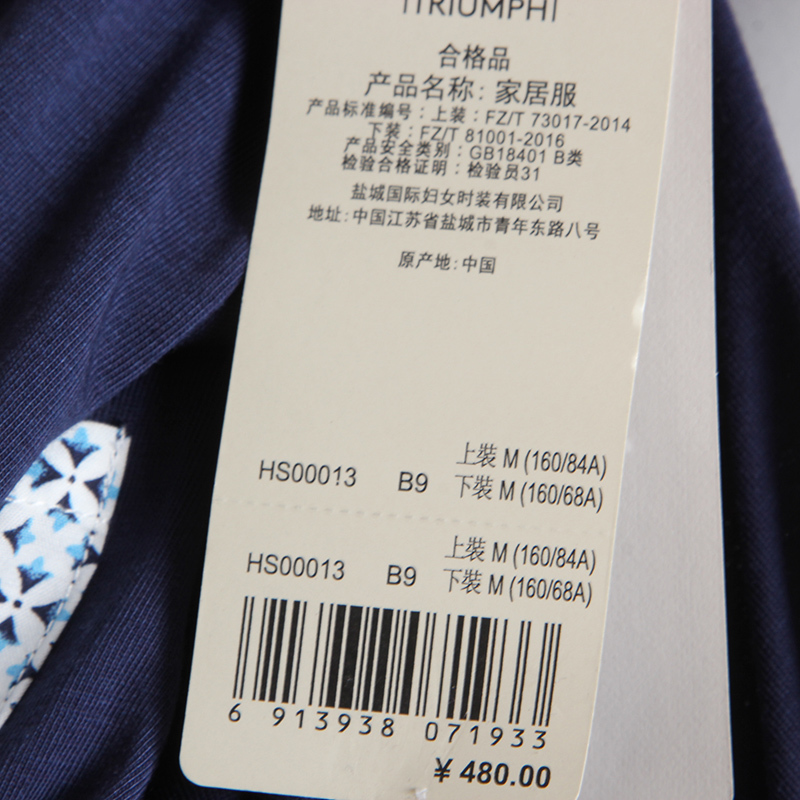 TRIUMPH
合格品
产品名称: 家居服
产品标准编号: 上装: FZ/T 73017-2014
下装: FZ/T 81001-2016
产品安全类别: GB18401 B类
检验合格证明: 检验员31
盐城国际妇女时装有限公司
地址: 中国江苏省盐城市青年东路八号
原产地: 中国
HS00013 B9 上裝 M (160/84A)
下裝 M (160/68A)
HS00013 B9 上裝 M (160/84A)
下裝 M (160/68A)
6 913938 071933
¥ 480.00